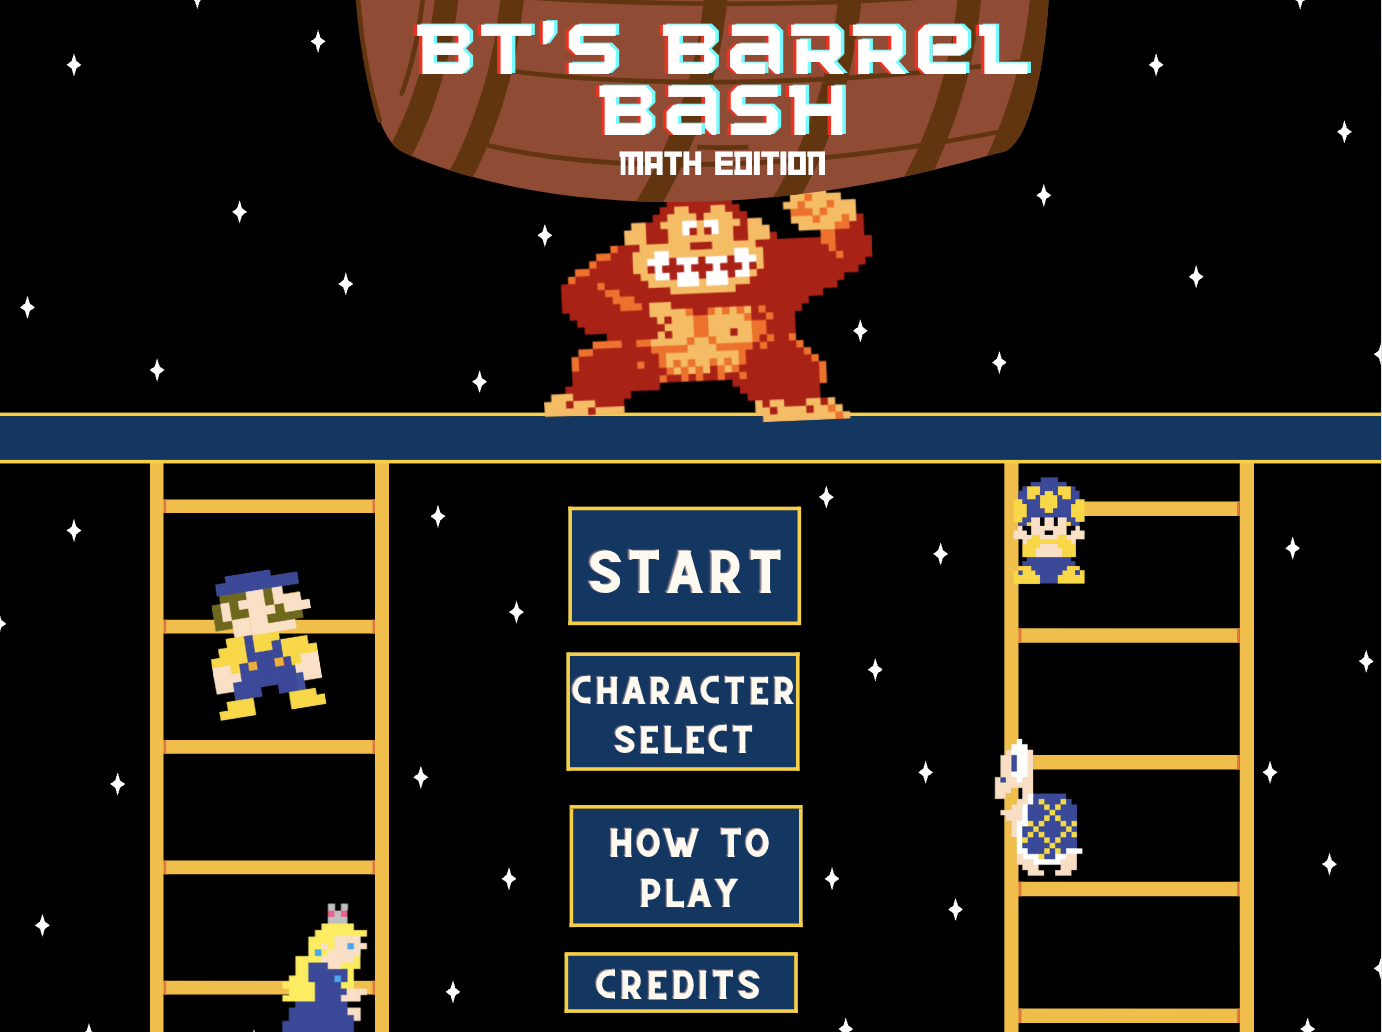 BT'S BARREL
BASH
MATH EDITION
START
CHARACTER
SELECT
HOW TO
PLAY
CREDITS